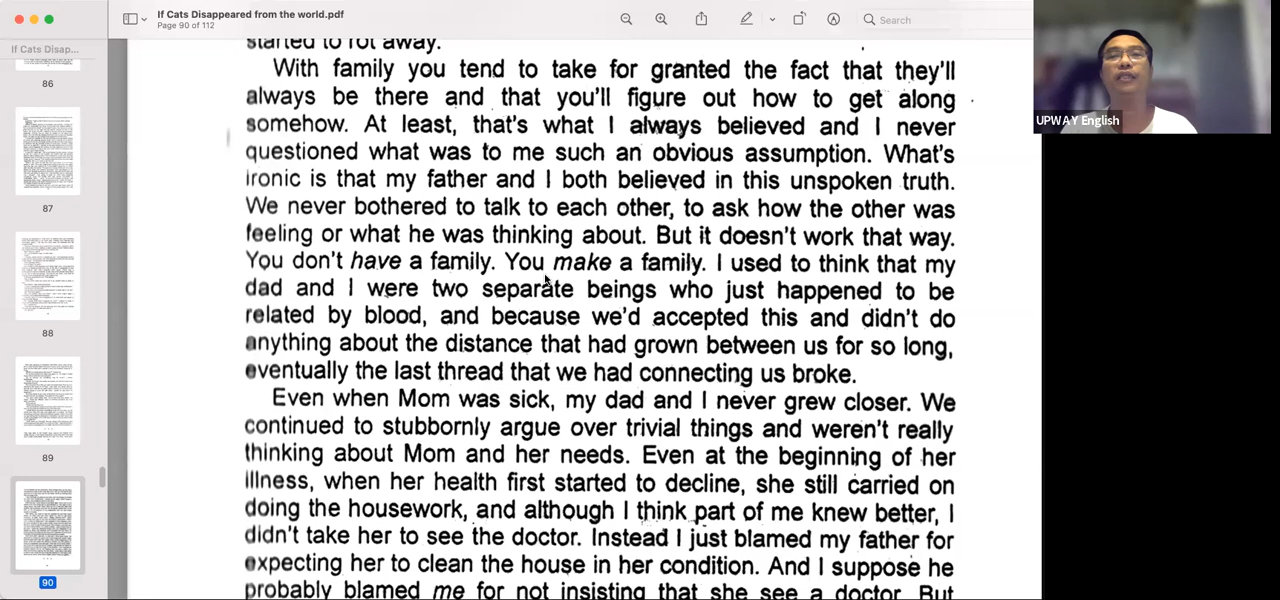 If Cats Disappeared from the world.pdf
Page 90 of 112
Search
If Cats Disap...
86
87
88
89
90
started to rot away.
With family you tend to take for granted the fact that they'll
always be there and that you'll figure out how to get along
somehow. At least, that's what I always believed and I never
questioned what was to me such an obvious assumption. What's
ironic is that my father and I both believed in this unspoken truth.
We never bothered to talk to each other, to ask how the other was
feeling or what he was thinking about. But it doesn't work that way.
You don't have a family. You make a family. I used to think that my
dad and I were two separate beings who just happened to be
related by blood, and because we'd accepted this and didn't do
anything about the distance that had grown between us for so long,
eventually the last thread that we had connecting us broke.
Even when Mom was sick, my dad and I never grew closer. We
continued to stubbornly argue over trivial things and weren't really
thinking about Mom and her needs. Even at the beginning of her
illness, when her health first started to decline, she still carried on
doing the housework, and although I think part of me knew better, I
didn't take her to see the doctor. Instead I just blamed my father for
expecting her to clean the house in her condition. And I suppose he
probably blamed me for not insisting that she see a doctor. But
UPWAY English